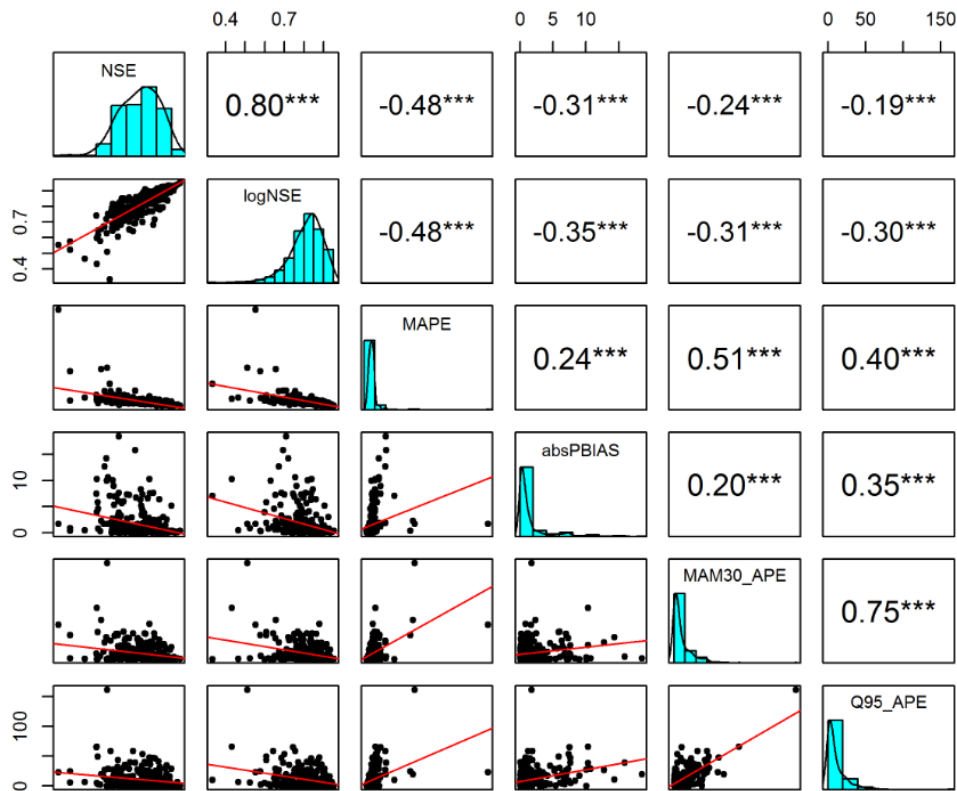 0.4 0.7 0 5 10 0 50 150
NSE 0.80*** -0.48*** -0.31*** -0.24*** -0.19***
0.4 0.7 logNSE -0.48*** -0.35*** -0.31*** -0.30***
MAPE 0.24*** 0.51*** 0.40***
0 10 absPBIAS 0.20*** 0.35***
MAM30_APE 0.75***
0 100 Q95_APE